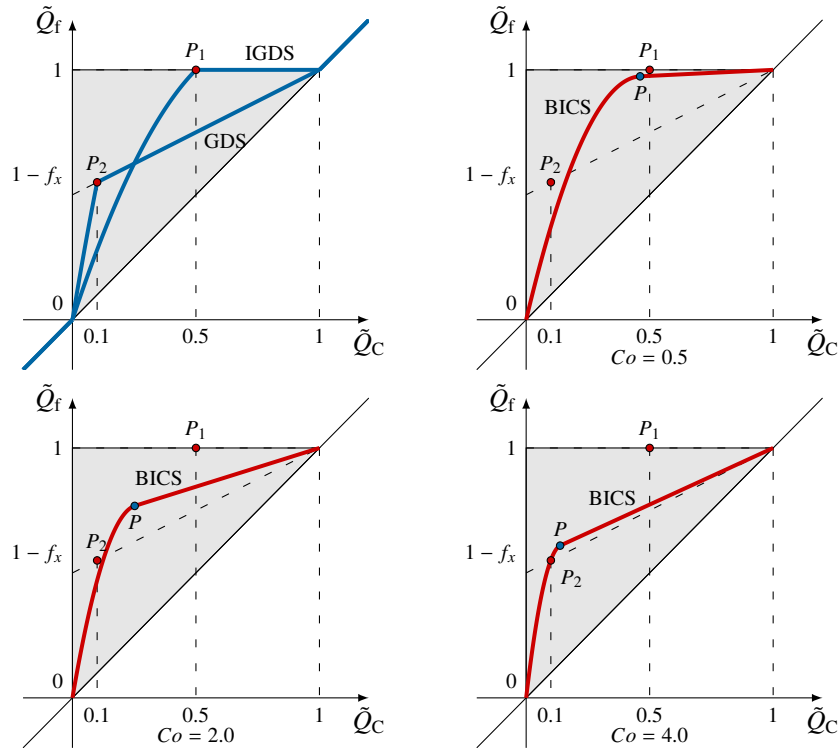 Q̃f
P1
IGDS
1
P2
GDS
1 − fx
0
0.1
0.5
1
Q̃C
Q̃f
P1
1
P
BICS
P2
1 − fx
0
0.1
0.5
1
Q̃C
Co = 0.5
Q̃f
P1
1
BICS
P
P2
1 − fx
0
0.1
0.5
1
Q̃C
Co = 2.0
Q̃f
P1
1
BICS
P
1 − fx
P2
0
0.1
0.5
1
Q̃C
Co = 4.0